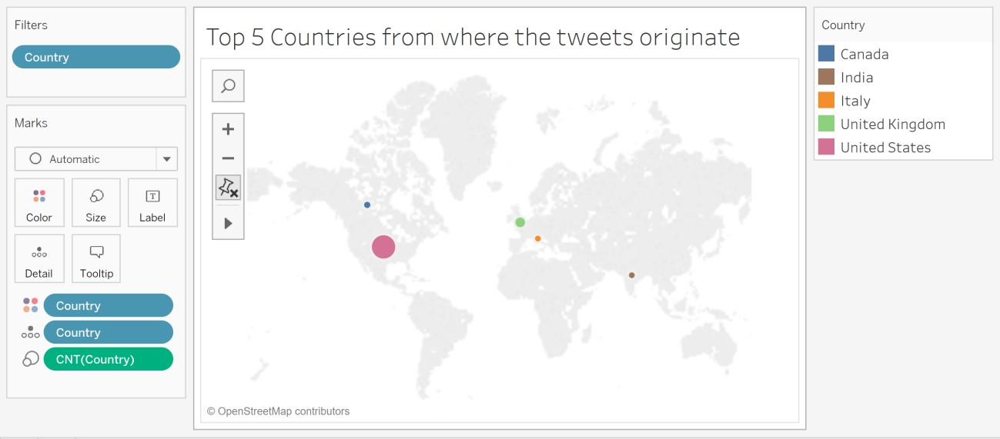 Filters
Country
Marks
Automatic
Color
Size
T
Label
Detail
Tooltip
Country
Country
CNT(Country)
Top 5 Countries from where the tweets originate
© OpenStreetMap contributors
Country
Canada
India
Italy
United Kingdom
United States